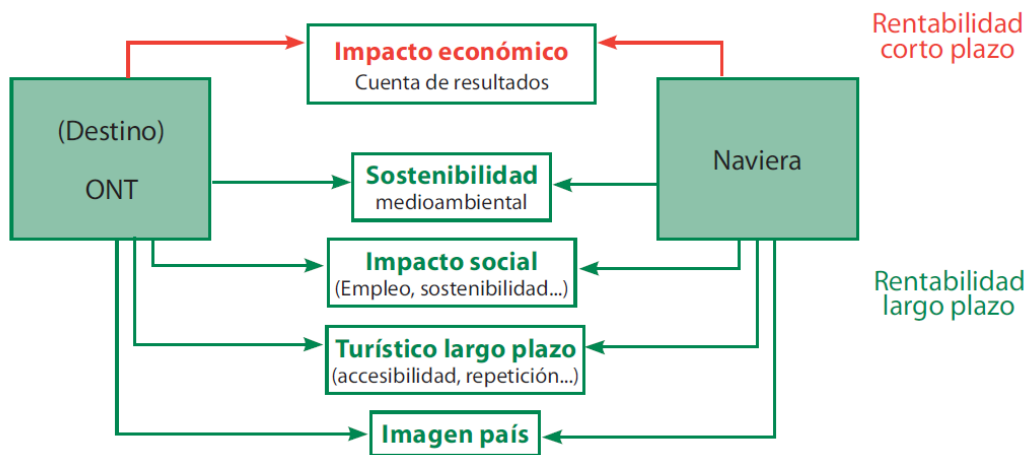 Rentabilidad
corto plazo
Impacto económico
Cuenta de resultados
(Destino)
ONT
Naviera
Sostenibilidad
medioambiental
Impacto social
(Empleo, sostenibilidad...)
Rentabilidad
largo plazo
Turístico largo plazo
(accesibilidad, repetición...)
Imagen país